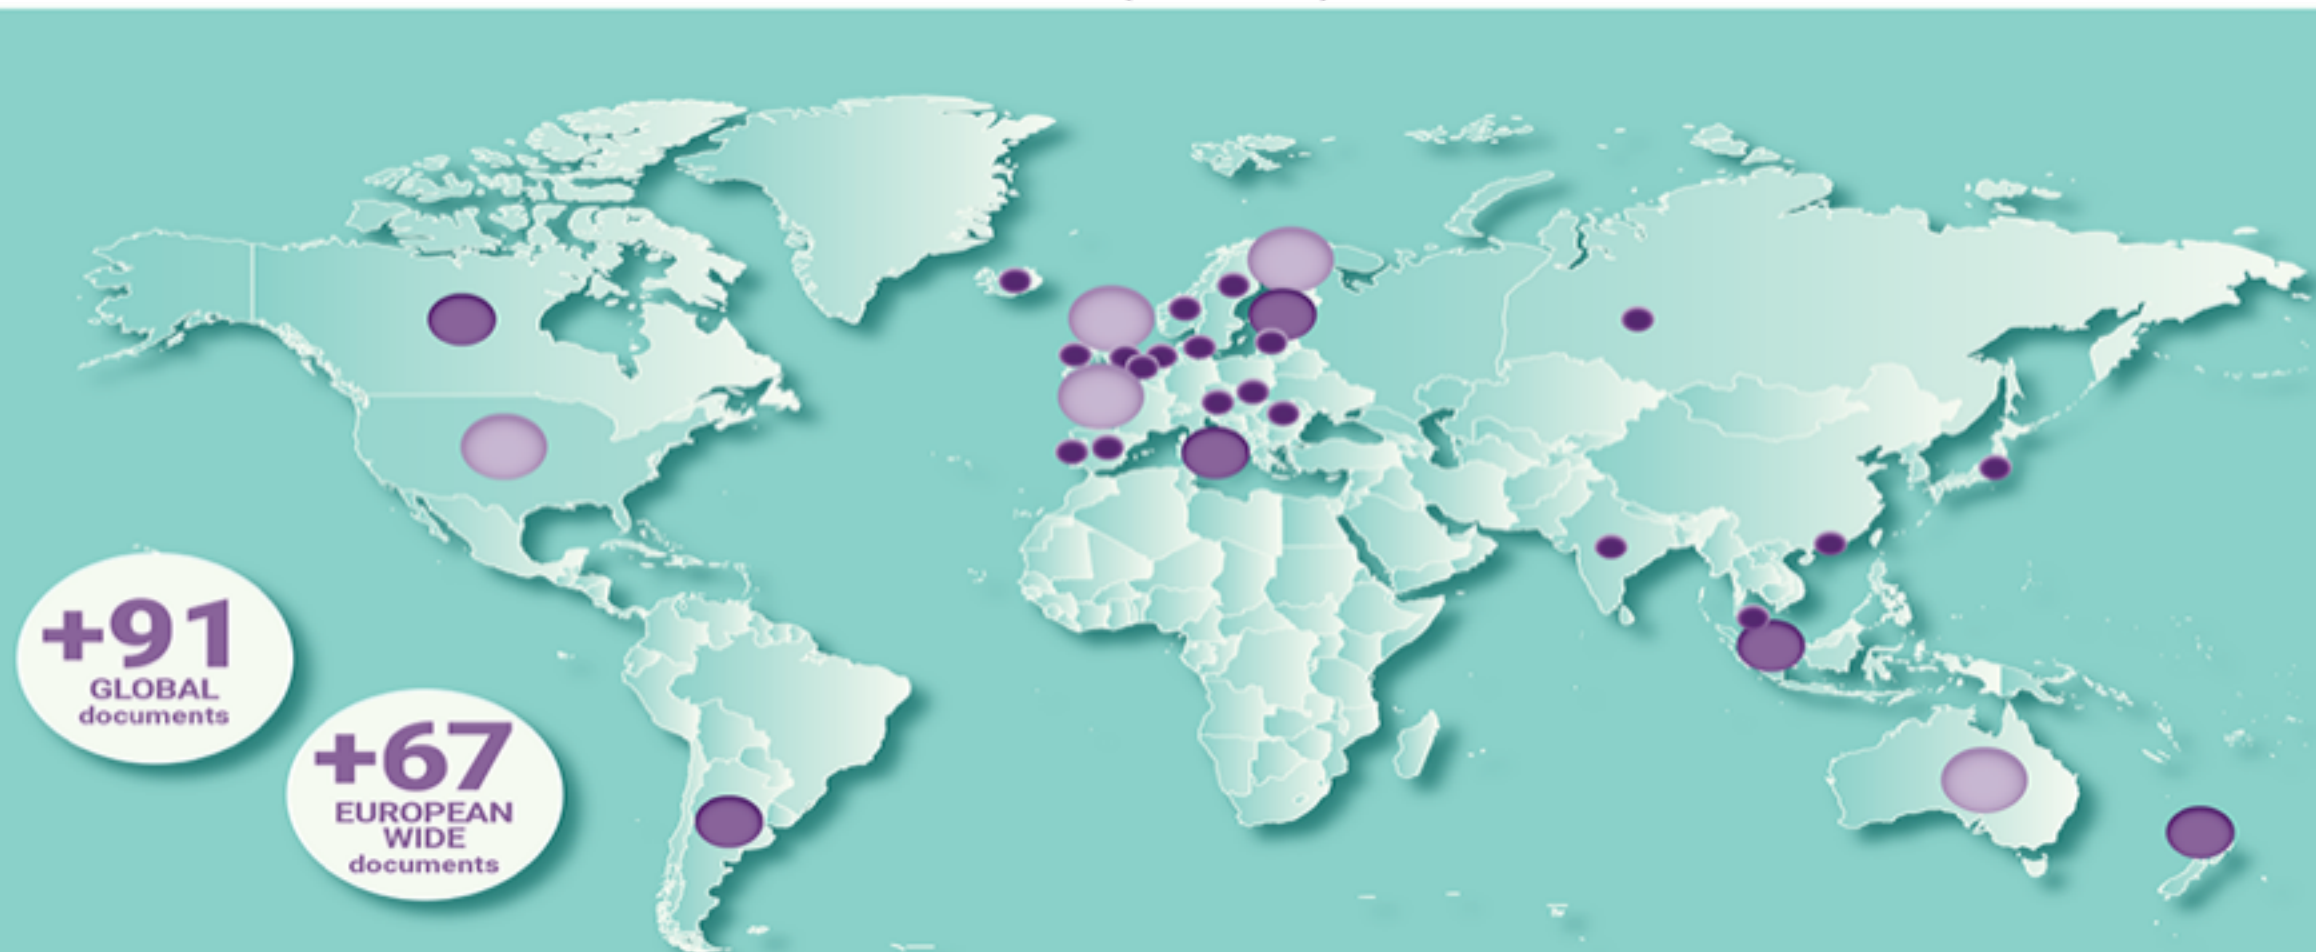 +91
GLOBAL
documents
+67
EUROPEAN
WIDE
documents